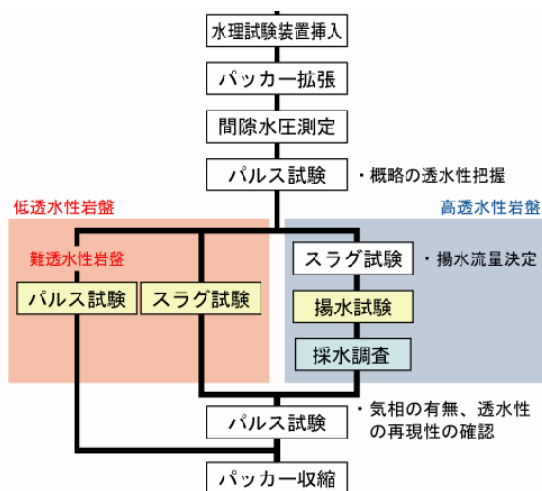 水理試験装置挿入
パッカー拡張
間隙水圧測定
パルス試験
・概略の透水性把握
低透水性岩盤
高透水性岩盤
難透水性岩盤
スラグ試験
・揚水流量決定
パルス試験
スラグ試験
揚水試験
採水調査
パルス試験
・気相の有無、透水性
の再現性の確認
パッカー収縮